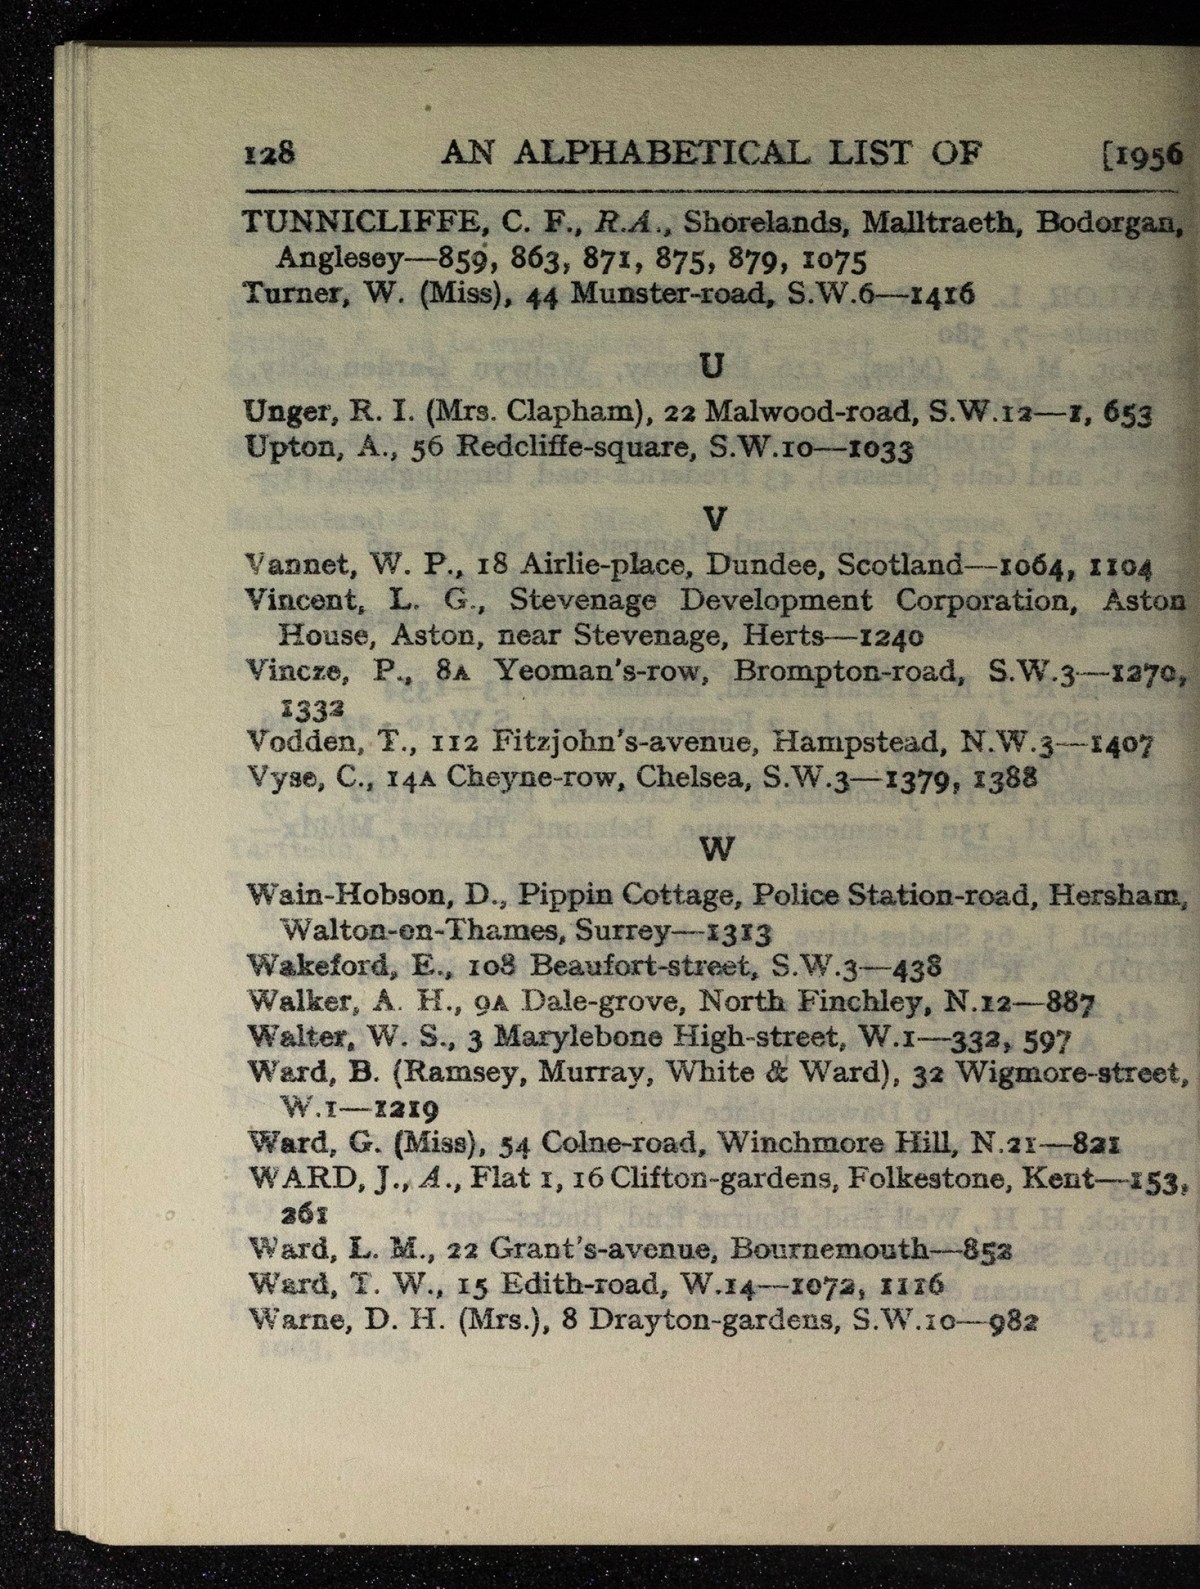 128 AN ALPHABETICAL LIST OF [1956
TUNNICLIFFE, C. F., R.A., Shorelands, Malltraeth, Bodorgan,
Anglesey—859, 863, 871, 875, 879, 1075
Turner, W. (Miss), 44 Munster-road, S.W.6—1416
U
Unger, R. I. (Mrs. Clapham), 22 Malwood-road, S.W.12—1, 653
Upton, A., 56 Redcliffe-square, S.W.10—1033
V
Vannet, W. P., 18 Airlie-place, Dundee, Scotland—1064, 1104
Vincent, L. G., Stevenage Development Corporation, Aston
House, Aston, near Stevenage, Herts—1240
Vincze, P., 8A Yeoman's-row, Brompton-road, S.W.3—1270,
1332
Vodden, T., 112 Fitzjohn's-avenue, Hampstead, N.W.3—1407
Vyse, C., 14A Cheyne-row, Chelsea, S.W.3—1379, 1388
W
Wain-Hobson, D., Pippin Cottage, Police Station-road, Hersham,
Walton-on-Thames, Surrey—1313
Wakeford, E., 108 Beaufort-street, S.W.3—438
Walker, A. H., 9A Dale-grove, North Finchley, N.12—887
Walter, W. S., 3 Marylebone High-street, W.1—332, 597
Ward, B. (Ramsey, Murray, White & Ward), 32 Wigmore-street,
W.1—1219
Ward, G. (Miss), 54 Colne-road, Winchmore Hill, N.21—821
WARD, J., A., Flat 1, 16 Clifton-gardens, Folkestone, Kent—153,
261
Ward, L. M., 22 Grant's-avenue, Bournemouth—852
Ward, T. W., 15 Edith-road, W.14—1072, 1116
Warne, D. H. (Mrs.), 8 Drayton-gardens, S.W.10—982